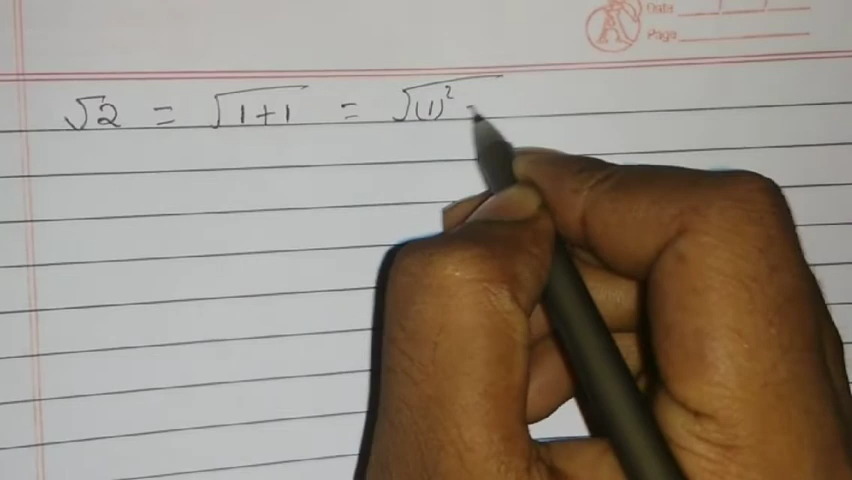 Date
Page
√2 = √1+1 = √(1)²